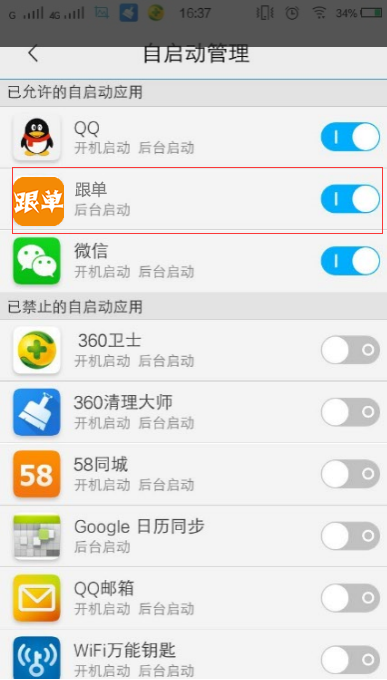 G 4G 16:37 34%
自启动管理
已允许的自启动应用
QQ
开机启动 后台启动
跟单
跟单
后台启动
微信
开机启动 后台启动
已禁止的自启动应用
360卫士
开机启动 后台启动
360清理大师
开机启动 后台启动
58
58同城
开机启动 后台启动
Google 日历同步
后台启动
QQ邮箱
开机启动 后台启动
WiFi万能钥匙
开机启动 后台启动